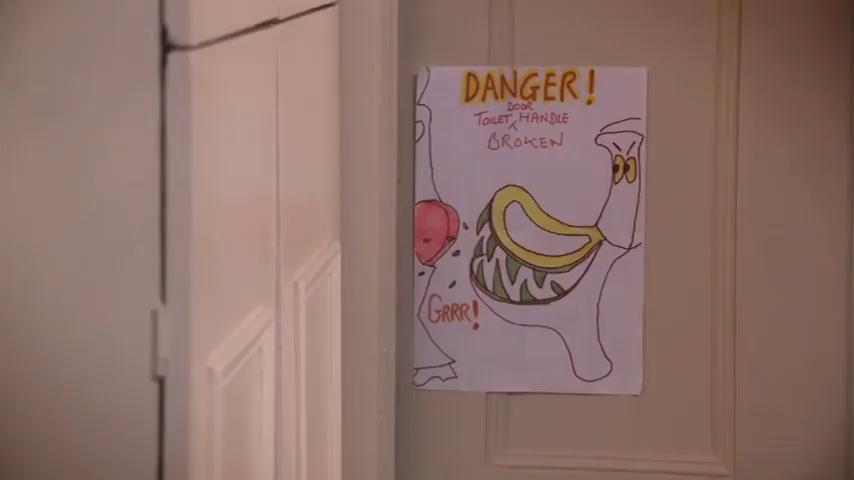 DANGER!
DOOR
TOILET HANDLE
BROKEN
GRRR!